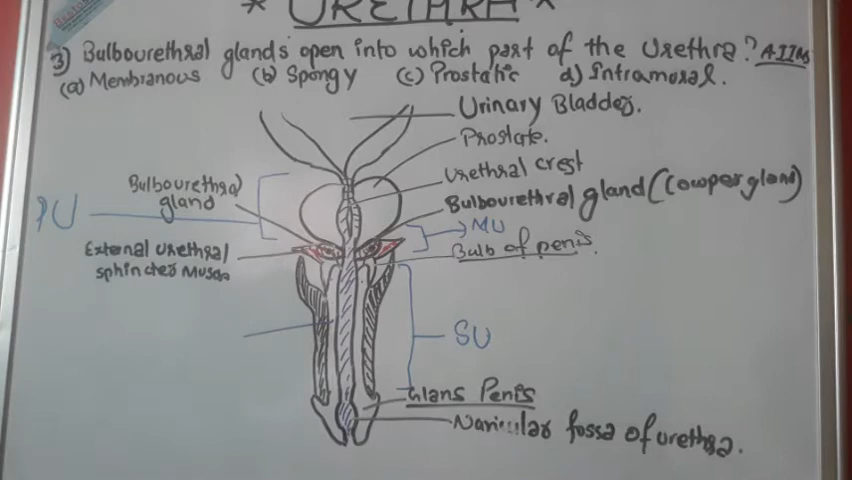 * URETHRA *
3) Bulbourethral glands open into which part of the Urethra? AIIMS
(a) Membranous (b) Spongy (c) Prostatic d) Intramural.
Urinary Bladder.
Prostate.
Urethral crest
Bulbourethral gland (Cowper gland)
Bulbourethral
gland
PU
MU
Bulb of penis.
External Urethral
sphincter Muscle
SU
Glans Penis
Navicular fossa of urethra.